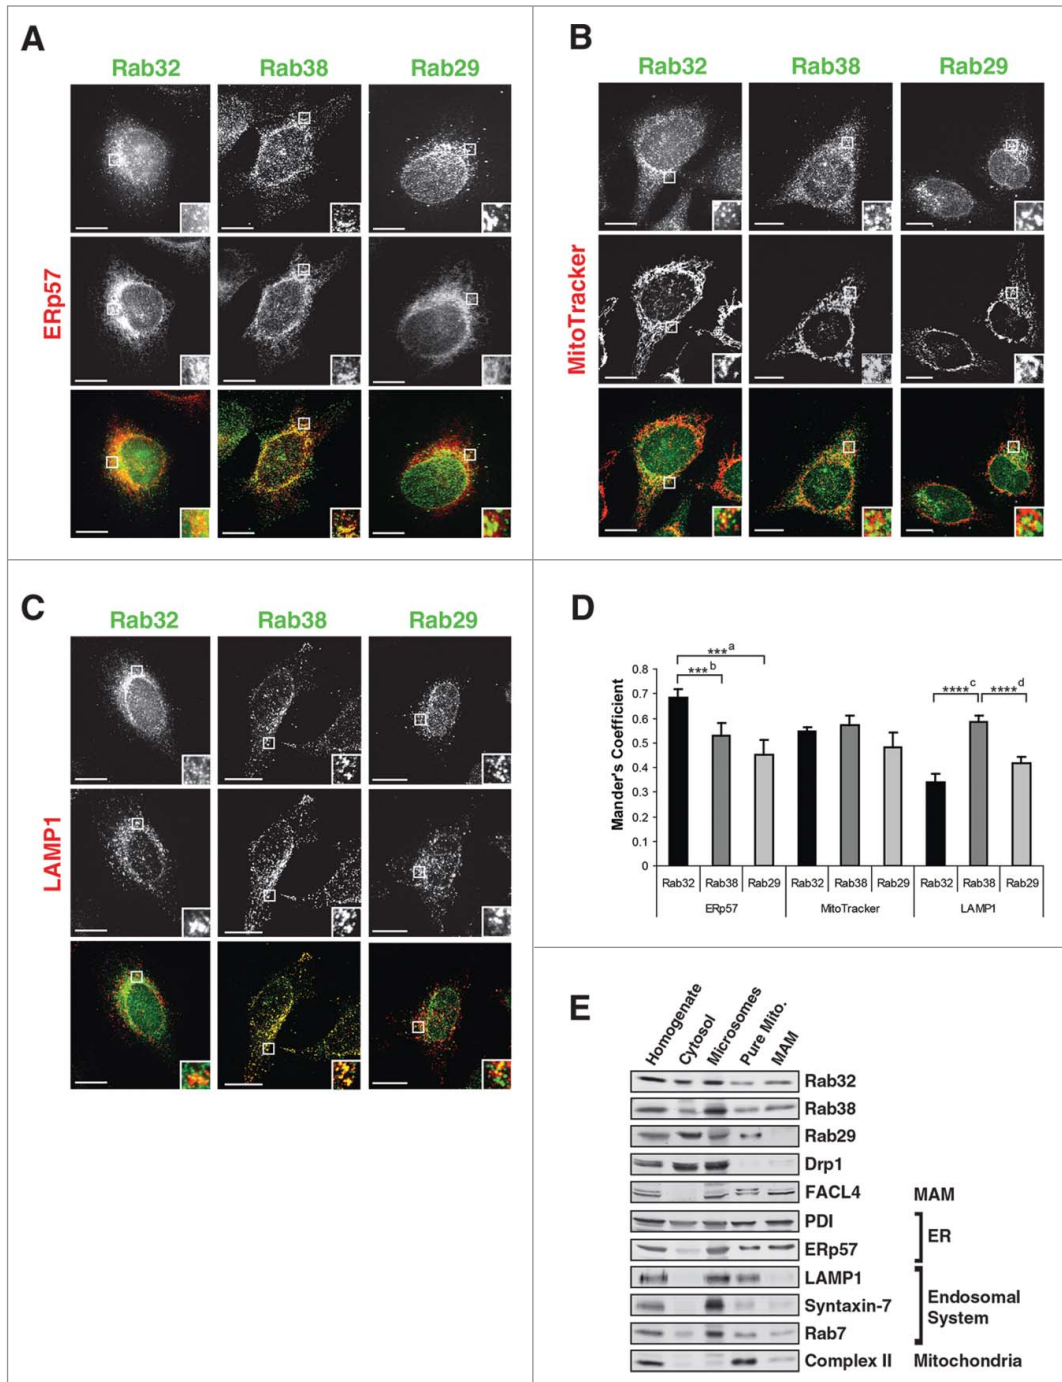 A
Rab32 Rab38 Rab29
ERp57
B
Rab32 Rab38 Rab29
MitoTracker
C
Rab32 Rab38 Rab29
LAMP1
D
Mander's Coefficient
0.8
0.7
0.6
0.5
0.4
0.3
0.2
0.1
0
***a
***b
****c ****d
Rab32 Rab38 Rab29 Rab32 Rab38 Rab29 Rab32 Rab38 Rab29
ERp57 MitoTracker LAMP1
E
Homogenate Cytosol Microsomes Pure Mito. MAM
Rab32
Rab38
Rab29
Drp1
FACL4 MAM
PDI
ER
ERp57
LAMP1
Endosomal
Syntaxin-7
System
Rab7
Complex II Mitochondria